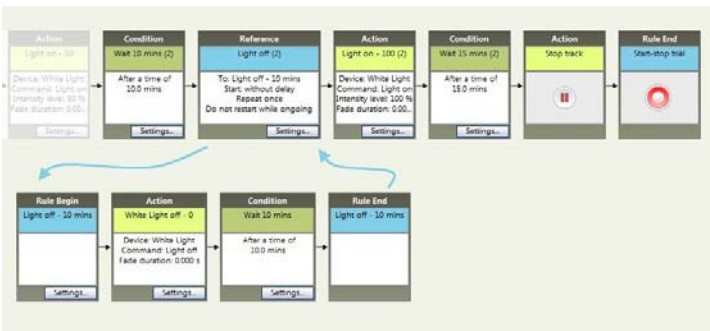 Action
Light on - 50
Device: White Light
Command: Light on
Intensity level: 50 %
Fade duration: 0.00...
Settings...
Condition
Wait 10 mins (2)
After a time of
10.0 mins
Settings...
Reference
Light off (2)
To: Light off - 10 mins
Start: without delay
Repeat once
Do not restart while ongoing
Settings...
Action
Light on - 100 (2)
Device: White Light
Command: Light on
Intensity level: 100 %
Fade duration: 0.00...
Settings...
Condition
Wait 15 mins (2)
After a time of
15.0 mins
Settings...
Action
Stop track
Rule End
Start-stop trial
Rule Begin
Light off - 10 mins
Settings...
Action
White Light off - 0
Device: White Light
Command: Light off
Fade duration: 0.000 s
Settings...
Condition
Wait 10 mins
After a time of
10.0 mins
Settings...
Rule End
Light off - 10 mins